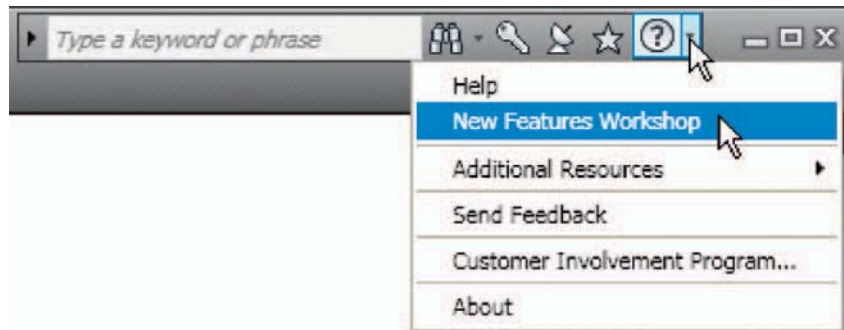 Type a keyword or phrase
Help
New Features Workshop
Additional Resources
Send Feedback
Customer Involvement Program...
About